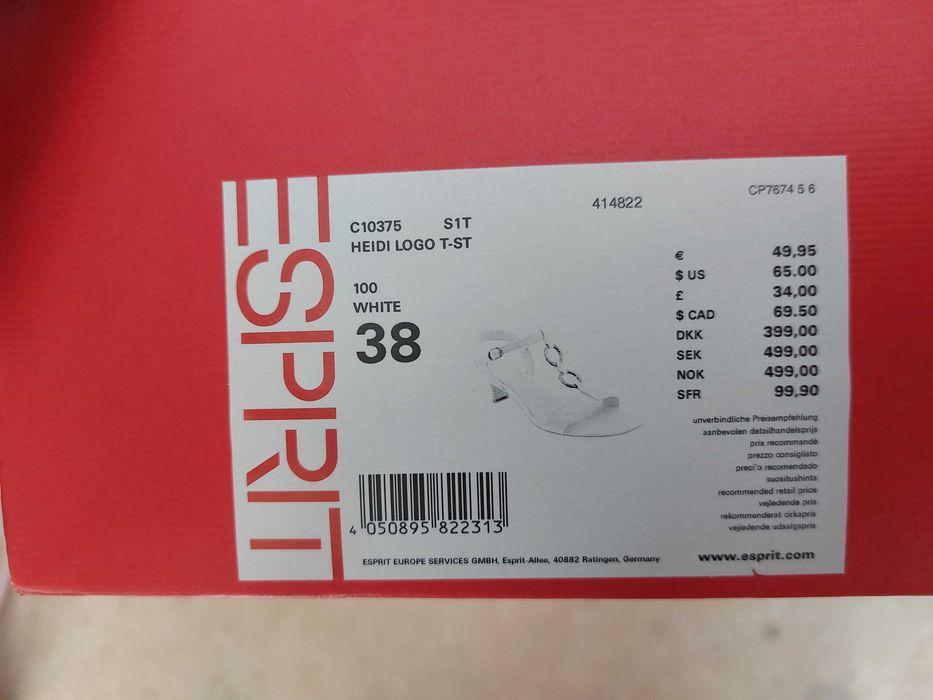 ESPRIT
C10375 S1T
HEIDI LOGO T-ST
414822
CP7674 5 6
100
WHITE
38
€ 49,95
$ US 65.00
£ 34,00
$ CAD 69.50
DKK 399,00
SEK 499,00
NOK 499,00
SFR 99,90
unverbindliche Preisempfehlung
aanbevolen detailhandelsprijs
prix recommandé
prezzo consigliato
preci'o recomendado
suositushinta
recommended retail price
vejledende pris
rekommenderat cirkapris
vejledende udsalgspris
4 050895 822313
ESPRIT EUROPE SERVICES GMBH, Esprit-Allee, 40882 Ratingen, Germany
www.esprit.com